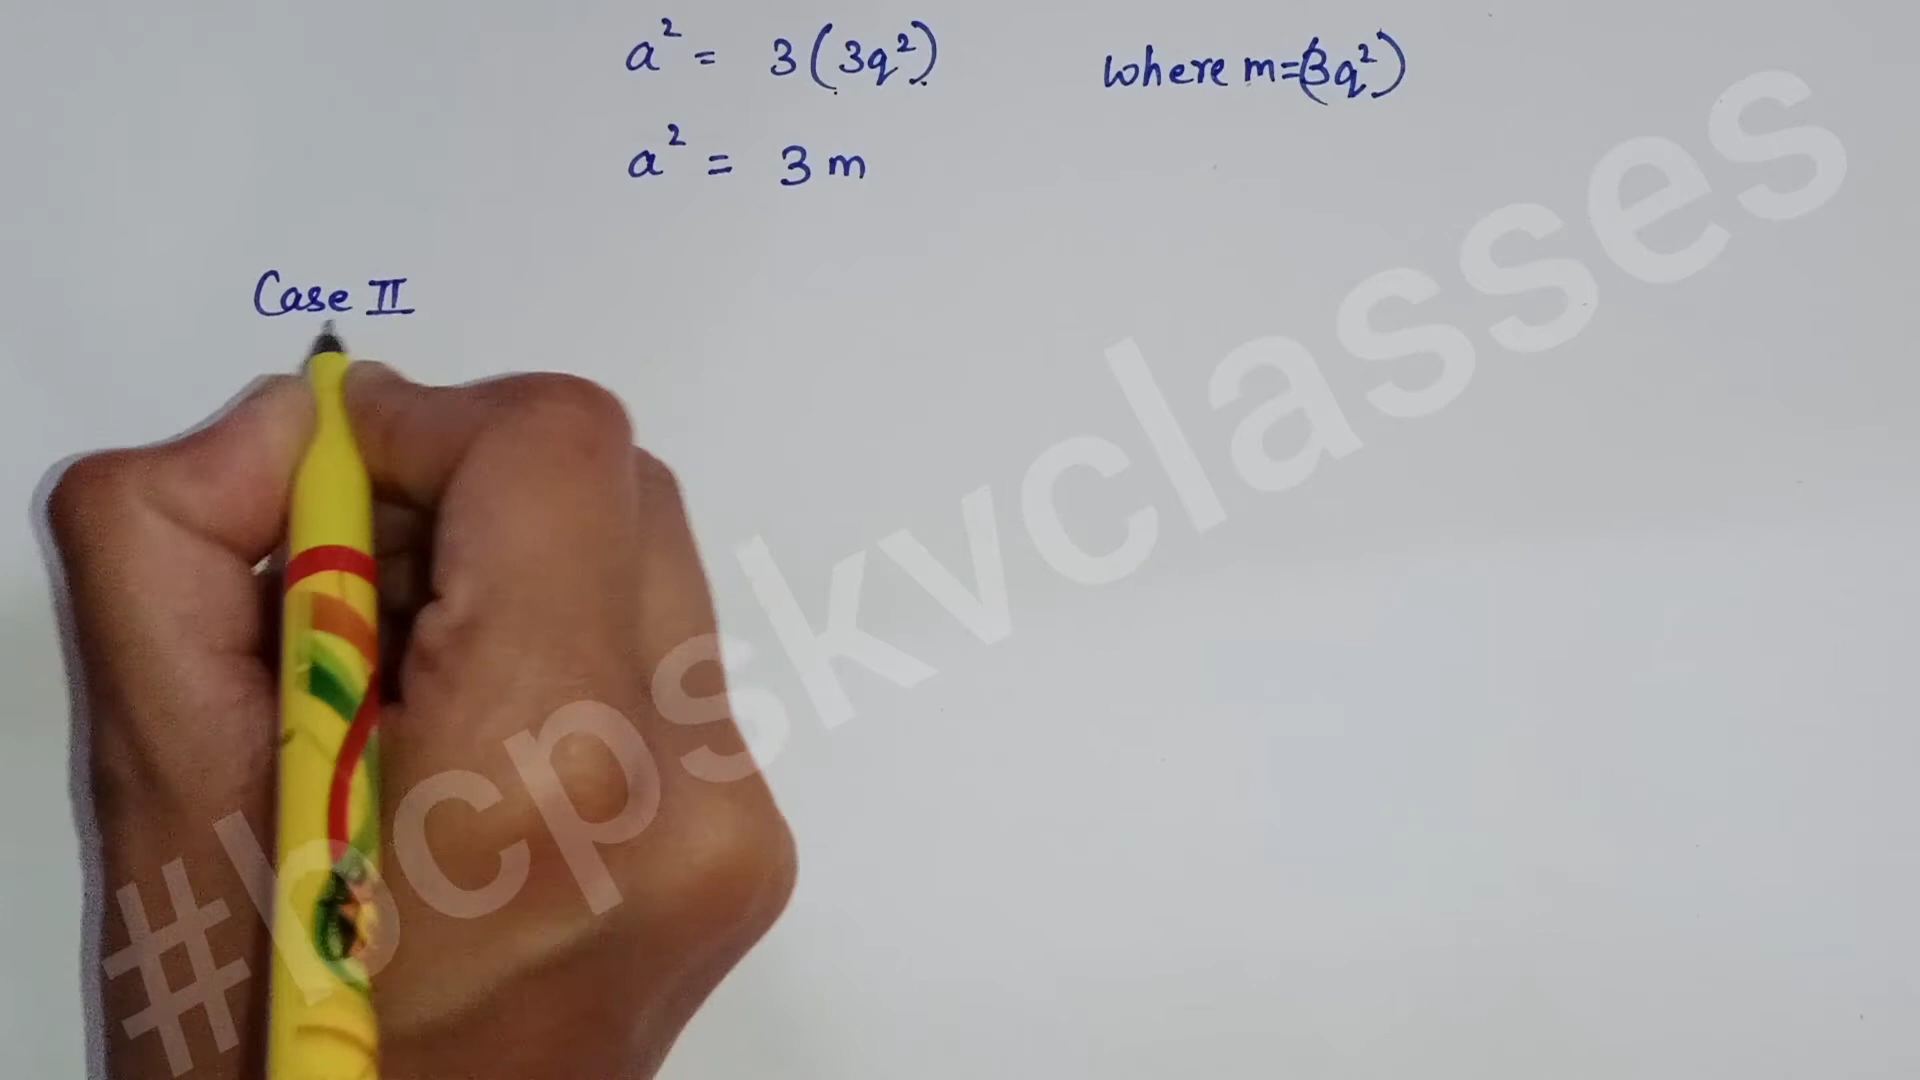 a² = 3(3q²) where m=(3q²)
a² = 3m
Case II
#bcpskvclasses